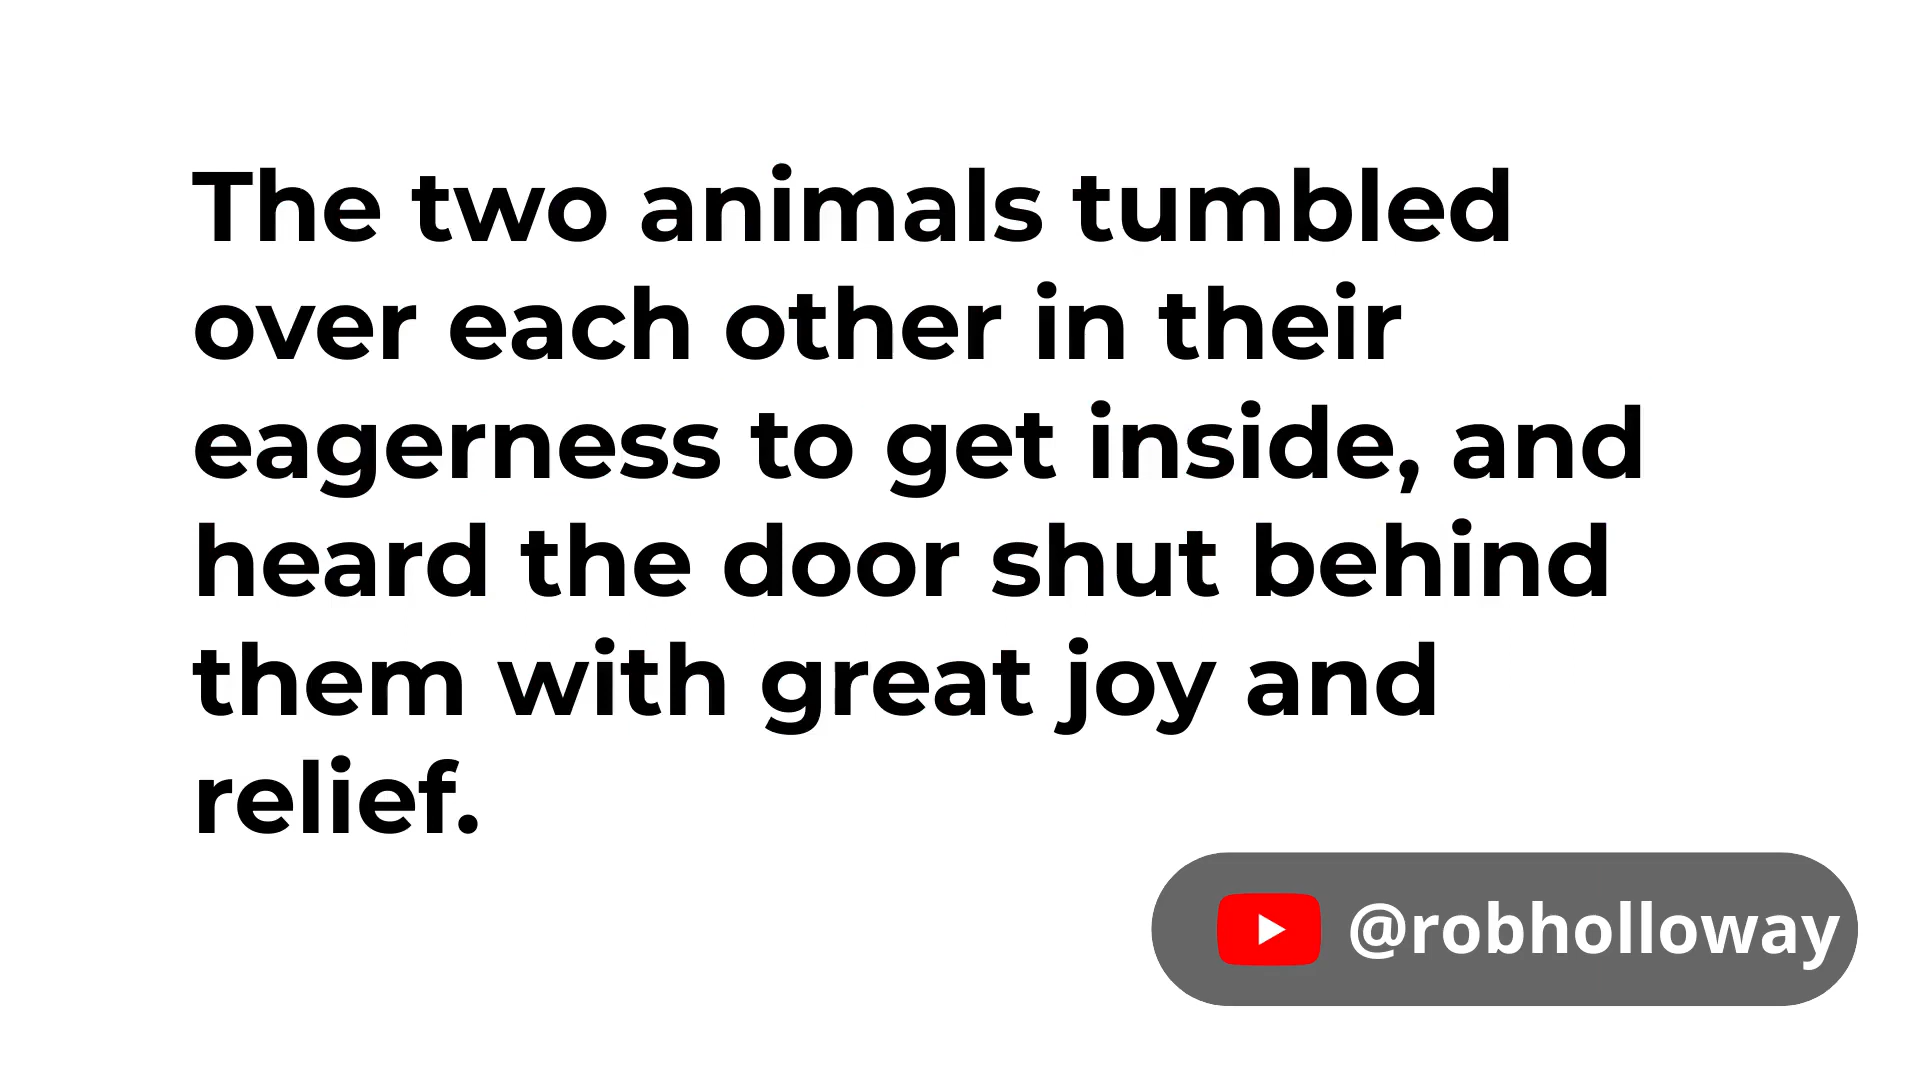 The two animals tumbled
over each other in their
eagerness to get inside, and
heard the door shut behind
them with great joy and
relief.
@robholloway